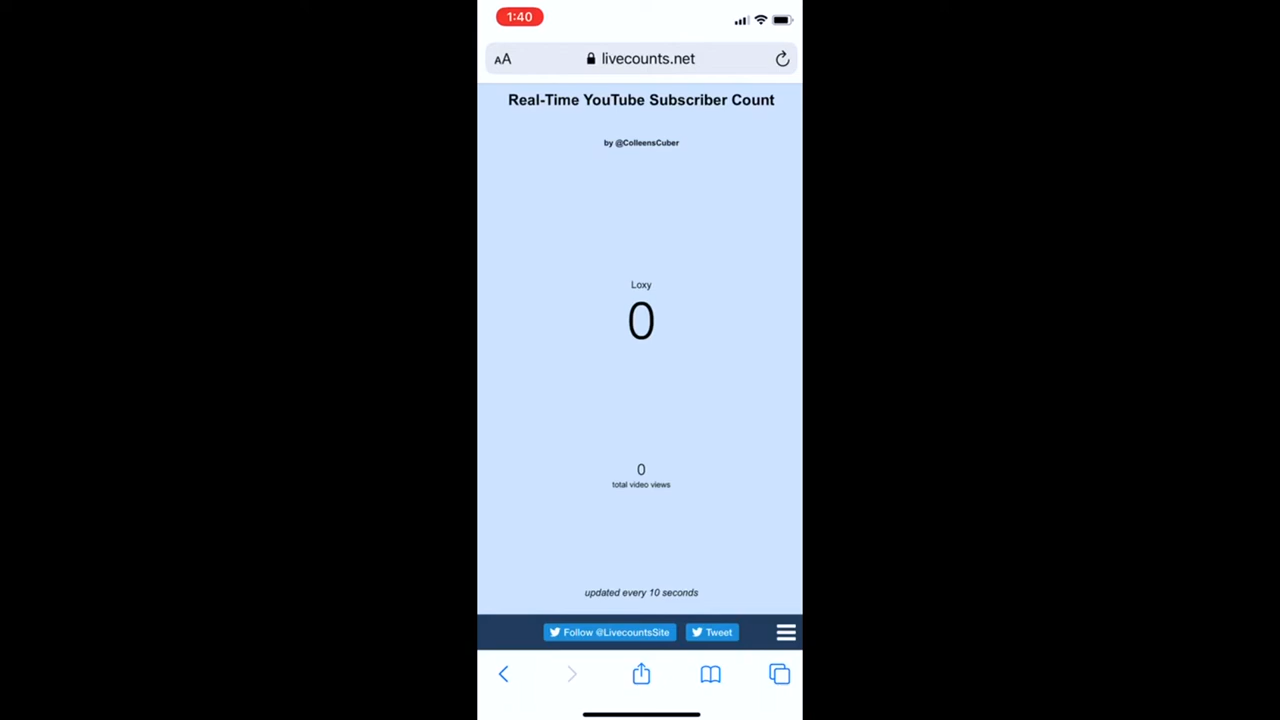 1:40
AA livecounts.net
Real-Time YouTube Subscriber Count
by @ColleensCuber
Loxy
0
0
total video views
updated every 10 seconds
Follow @LivecountsSite Tweet